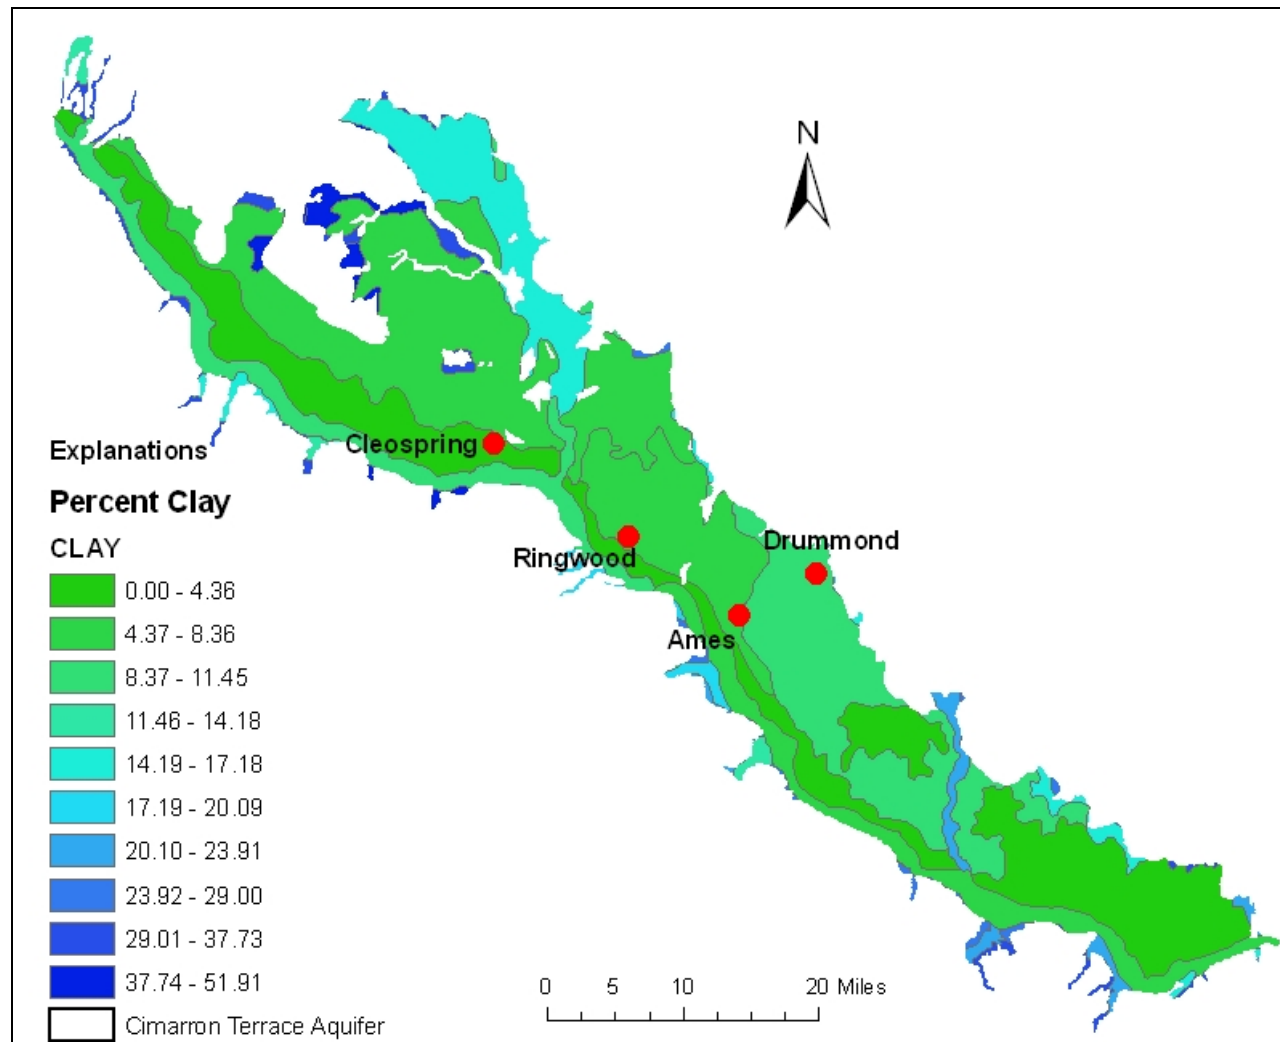 N
Cleospring
Explanations
Percent Clay
Drummond
CLAY
Ringwood
0.00 - 4.36
4.37 - 8.36
Ames
8.37 - 11.45
11.46 - 14.18
14.19 - 17.18
17.19 - 20.09
20.10 - 23.91
23.92 - 29.00
29.01 - 37.73
37.74 - 51.91
0 5 10 20 Miles
Cimarron Terrace Aquifer